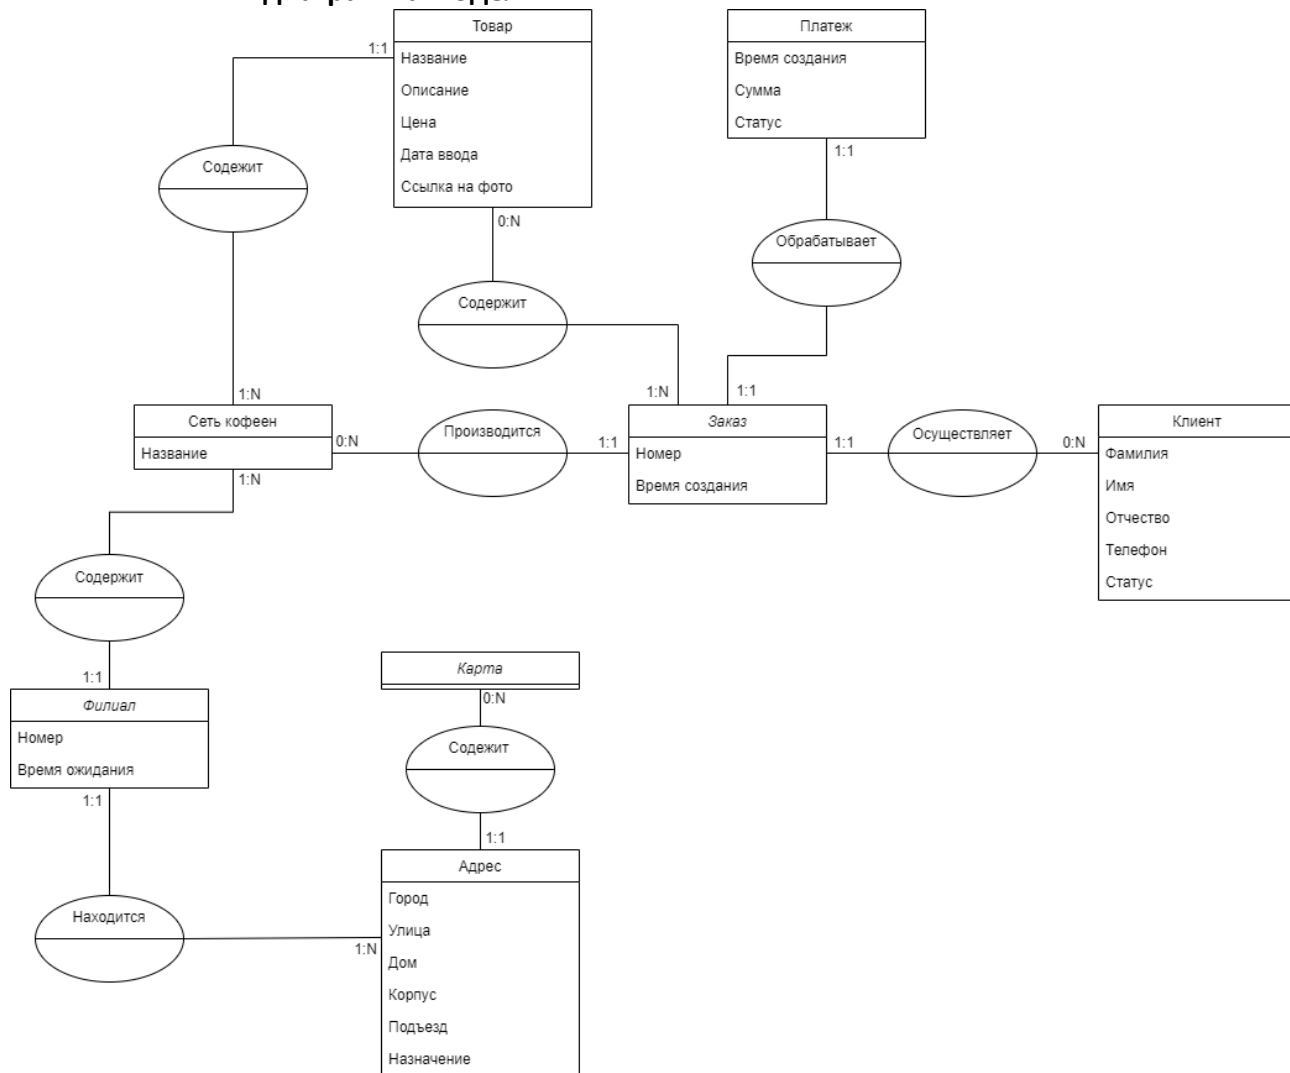 Товар
Платеж
1:1
Название
Время создания
Описание
Сумма
Цена
Статус
Дата ввода
1:1
Содежит
Ссылка на фото
0:N
Обрабатывает
Содержит
1:N
1:N
1:1
Сеть кофеен
Заказ
Клиент
0:N
Производится
1:1
1:1
Осуществляет
0:N
Название
Номер
Фамилия
1:N
Время создания
Имя
Отчество
Телефон
Содержит
Статус
1:1
Карта
0:N
Филиал
Номер
Содежит
Время ожидания
1:1
1:1
Адрес
Город
Находится
Улица
1:N
Дом
Корпус
Подъезд
Назначение